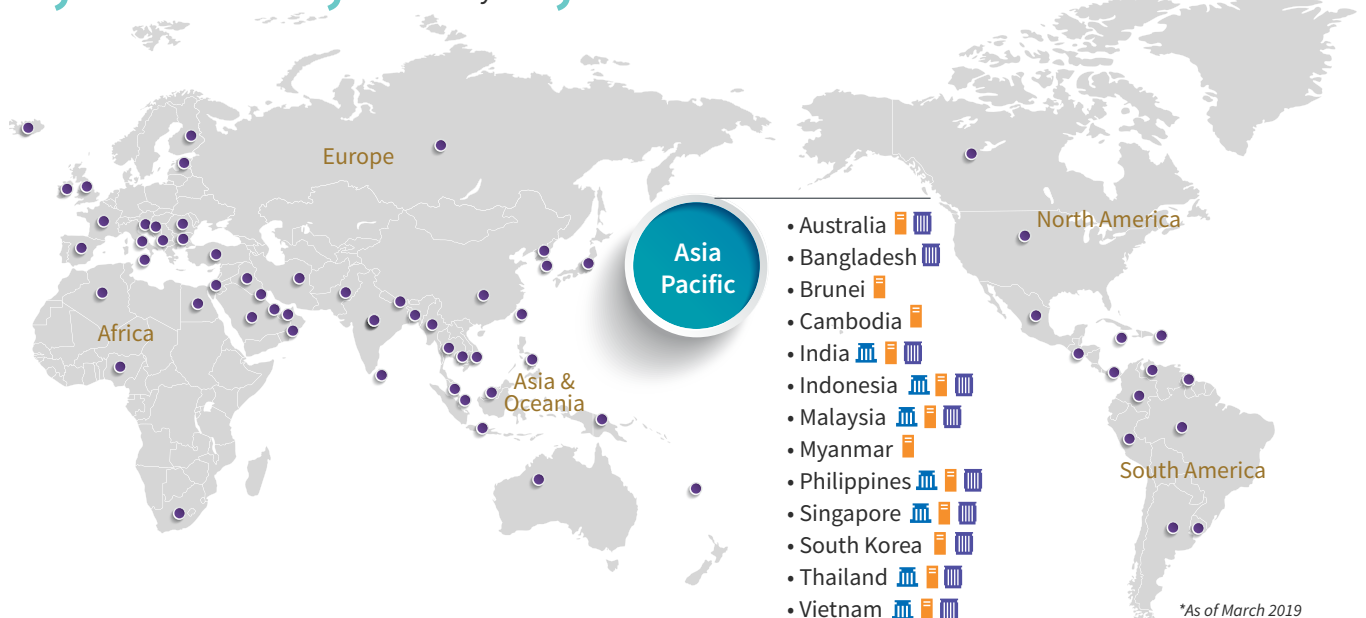 Europe
North America
Asia
Pacific
Africa
Asia &
Oceania
South America
• Australia
• Bangladesh
• Brunei
• Cambodia
• India
• Indonesia
• Malaysia
• Myanmar
• Philippines
• Singapore
• South Korea
• Thailand
• Vietnam
*As of March 2019